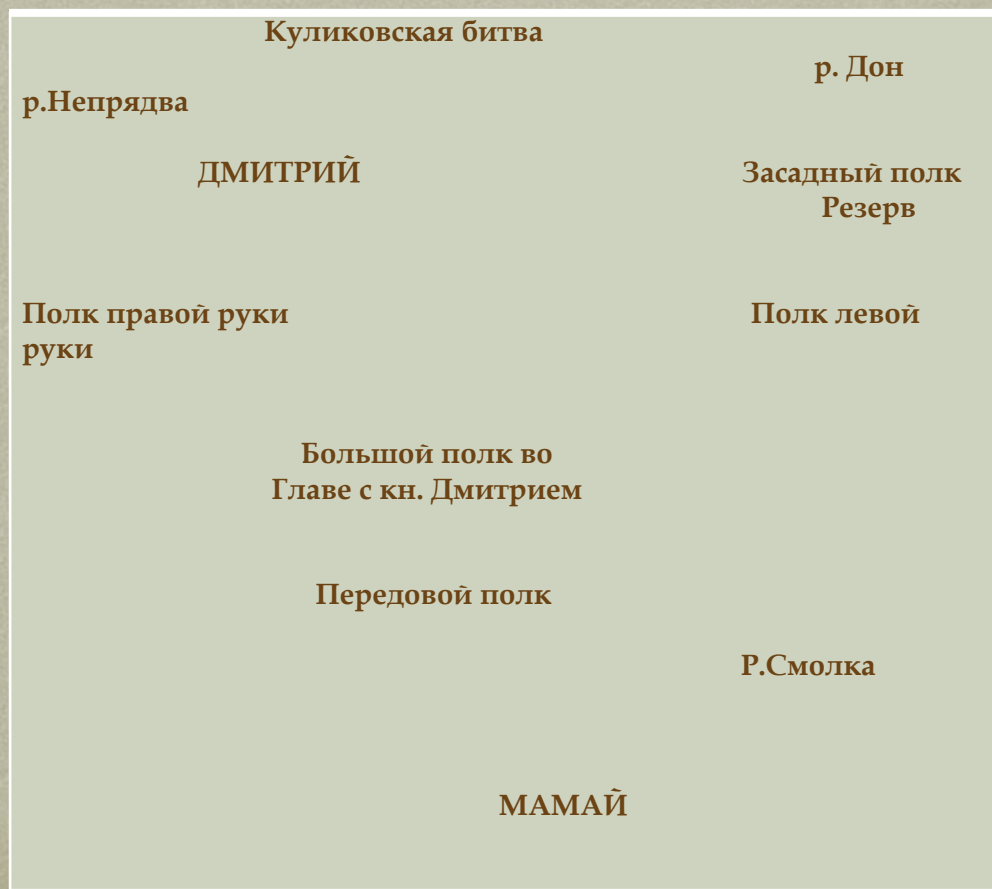 Куликовская битва
р. Дон
р.Непрядва
ДМИТРИЙ Засадный полк
Резерв
Полк правой руки Полк левой
руки
Большой полк во
Главе с кн. Дмитрием
Передовой полк
Р.Смолка
МАМАЙ